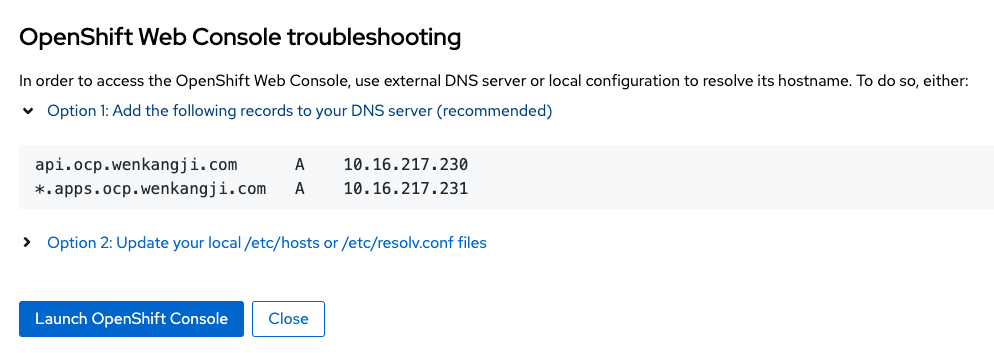 OpenShift Web Console troubleshooting
In order to access the OpenShift Web Console, use external DNS server or local configuration to resolve its hostname. To do so, either:
Option 1: Add the following records to your DNS server (recommended)
api.ocp.wenkangji.com A 10.16.217.230
*.apps.ocp.wenkangji.com A 10.16.217.231
Option 2: Update your local /etc/hosts or /etc/resolv.conf files
Launch OpenShift Console Close